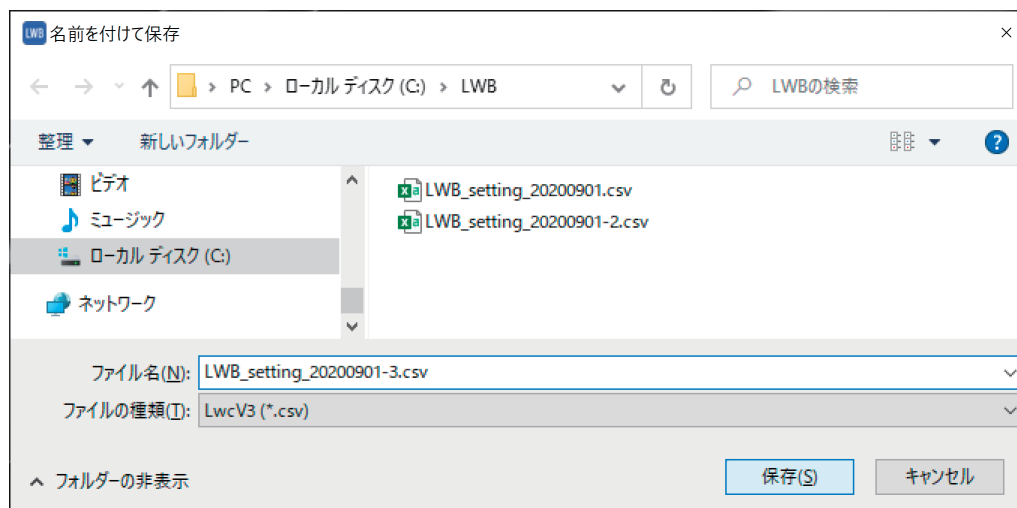 LWB 名前を付けて保存
PC ローカル ディスク (C:) LWB LWBの検索
整理 新しいフォルダー ?
ビデオ
ミュージック
ローカル ディスク (C:)
ネットワーク
LWB_setting_20200901.csv
LWB_setting_20200901-2.csv
ファイル名(N): LWB_setting_20200901-3.csv
ファイルの種類(T): LwcV3 (*.csv)
フォルダーの非表示 保存(S) キャンセル